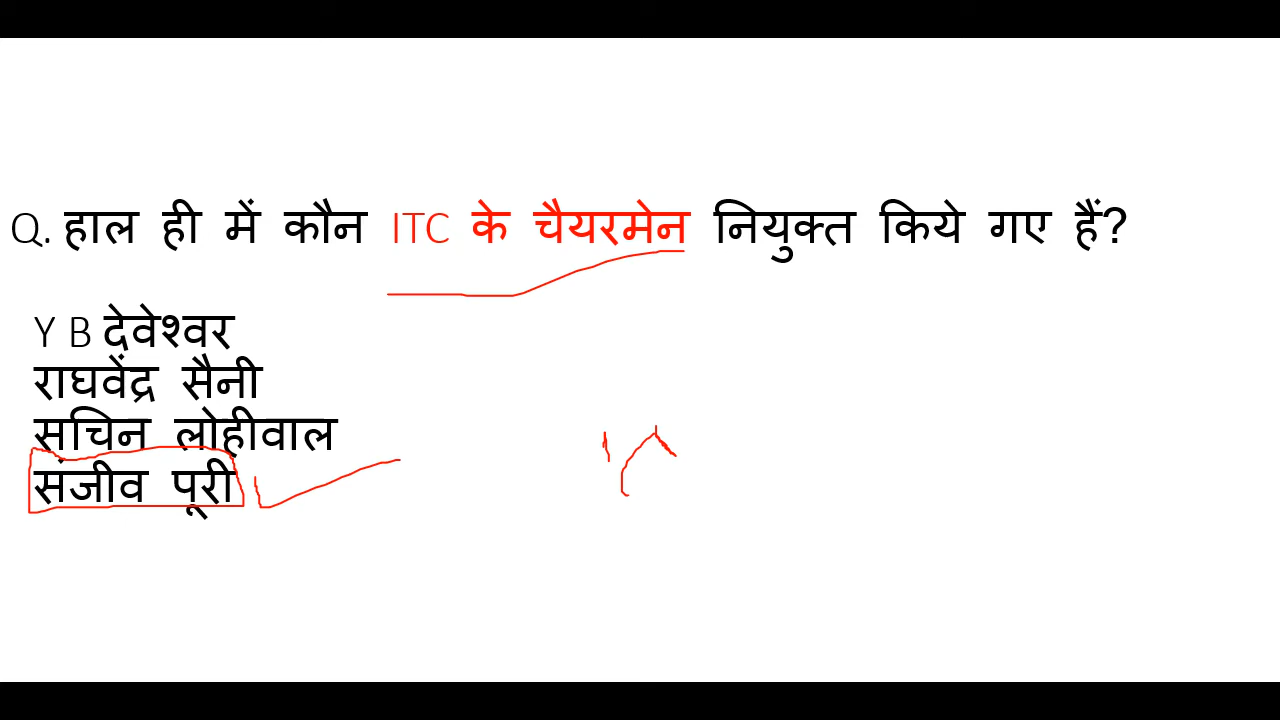 Q. हाल ही में कौन ITC के चैयरमेन नियुक्त किये गए हैं?
Y B देवेश्वर
राघवेंद्र सैनी
सचिन लोहीवाल
संजीव पूरी